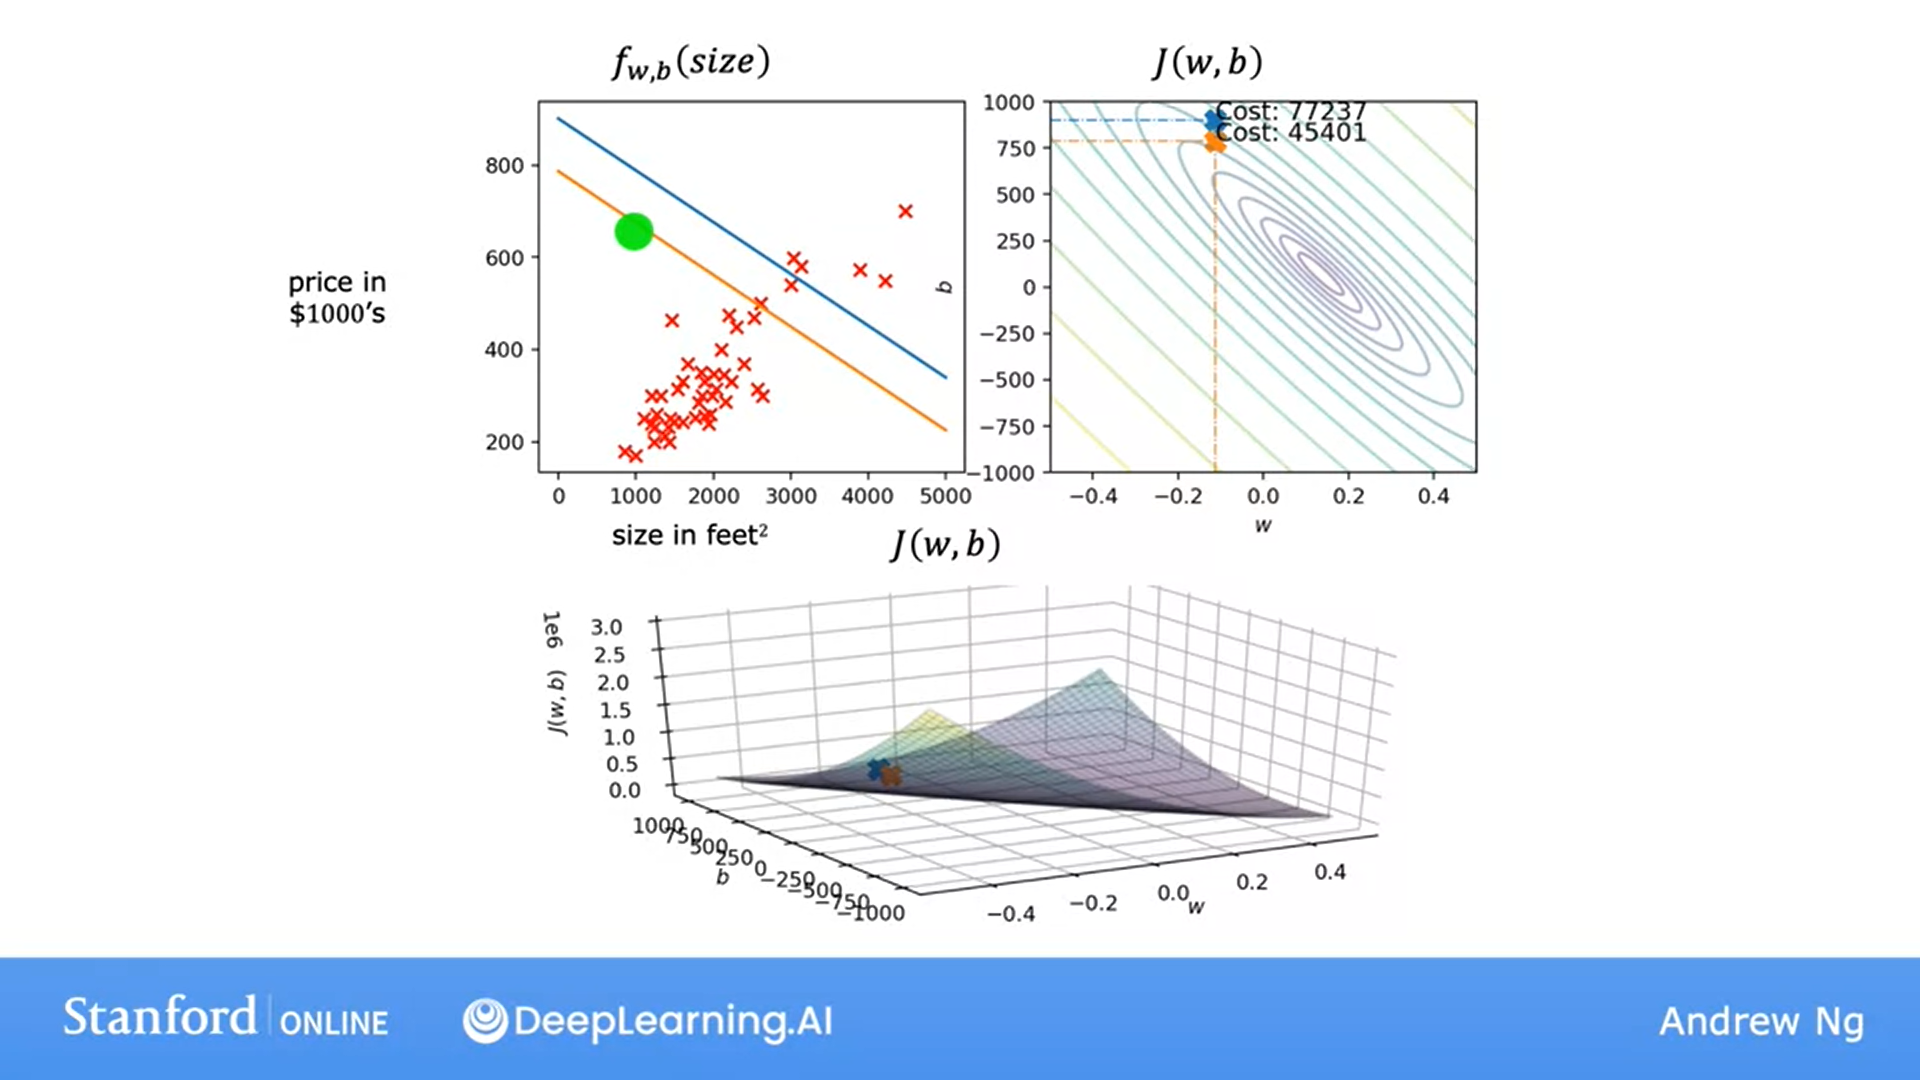 f_{w,b}(size)
J(w, b)
800
600
400
200
price in
$1000's
0 1000 2000 3000 4000 5000
size in feet²
1000
750
500
250
0
−250
−500
−750
−1000
b
Cost: 77237
Cost: 45401
−0.4 −0.2 0.0 0.2 0.4
w
J(w, b)
1e6
J(w, b)
3.0
2.5
2.0
1.5
1.0
0.5
0.0
1000
750
500
250
0
−250
−500
−750
−1000
b
−0.4 −0.2 0.0 0.2 0.4
w
Stanford ONLINE
DeepLearning.AI
Andrew Ng